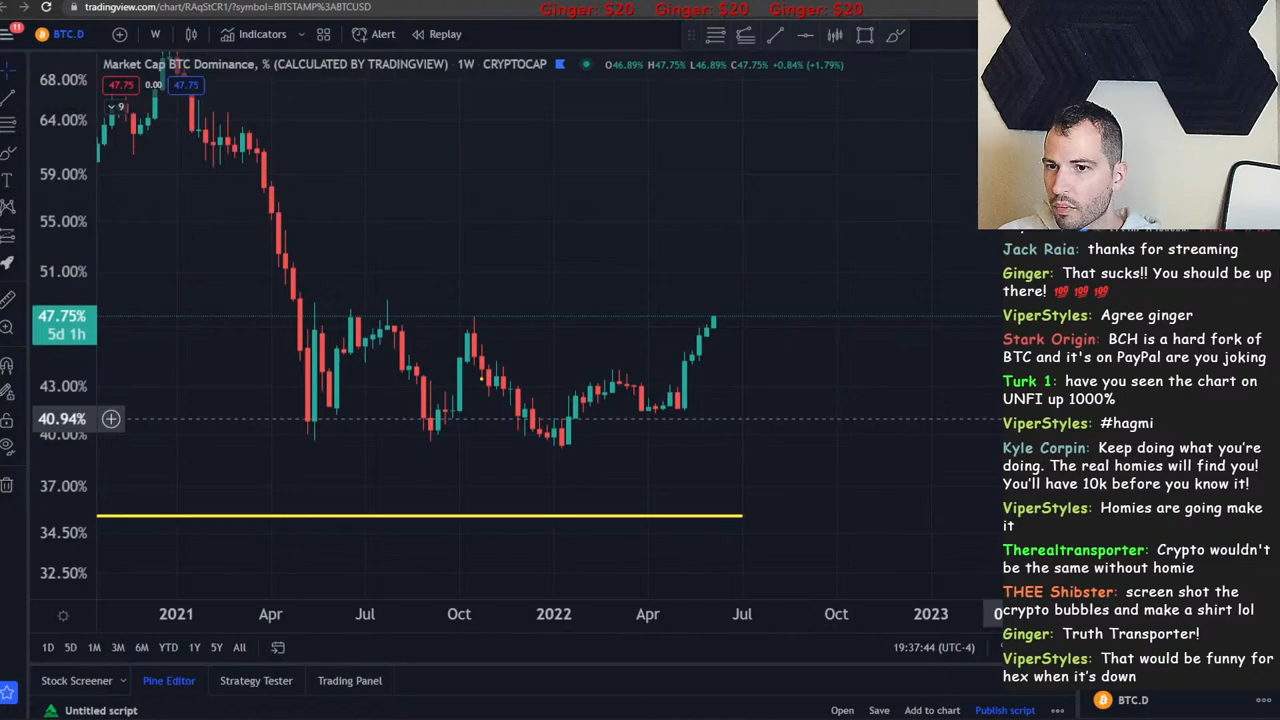 tradingview.com/chart/RAqStCR1/?symbol=BITSTAMP%3ABTCUSD
Ginger: $20 Ginger: $20 Ginger: $20
11
BTC.D
W
Indicators
Alert
Replay
Market Cap BTC Dominance, % (CALCULATED BY TRADINGVIEW) 1W CRYPTOCAP
O46.89% H47.75% L46.89% C47.75% +0.84 (+1.79%)
47.75 0.00 47.75
9
68.00%
64.00%
59.00%
55.00%
51.00%
47.75%
5d 1h
43.00%
40.94%
40.00%
37.00%
34.50%
32.50%
2021 Apr Jul Oct 2022 Apr Jul Oct 2023
1D 5D 1M 3M 6M YTD 1Y 5Y All
19:37:44 (UTC-4)
Stock Screener Pine Editor Strategy Tester Trading Panel
Untitled script
Open Save Add to chart Publish script
Jack Raia: thanks for streaming
Ginger: That sucks!! You should be up
there! 💯 💯 💯
ViperStyles: Agree ginger
Stark Origin: BCH is a hard fork of
BTC and it's on PayPal are you joking
Turk 1: have you seen the chart on
UNFI up 1000%
ViperStyles: #hagmi
Kyle Corpin: Keep doing what you're
doing. The real homies will find you!
You'll have 10k before you know it!
ViperStyles: Homies are going make
it
Therealtransporter: Crypto wouldn't
be the same without homie
THEE Shibster: screen shot the
crypto bubbles and make a shirt lol
Ginger: Truth Transporter!
ViperStyles: That would be funny for
hex when it's down
BTC.D